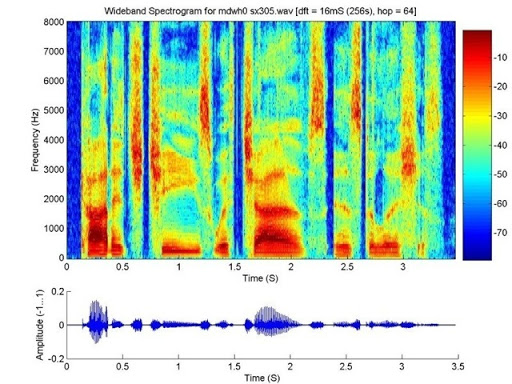 Wideband Spectrogram for mdwh0 sx305.wav [dft = 16mS (256s), hop = 64]
8000
7000
6000
5000
4000
3000
2000
1000
0
Frequency (Hz)
0 0.5 1 1.5 2 2.5 3
Time (S)
-10
-20
-30
-40
-50
-60
-70
0.2
0
-0.2
Amplitude (-1...1)
0 0.5 1 1.5 2 2.5 3 3.5
Time (S)